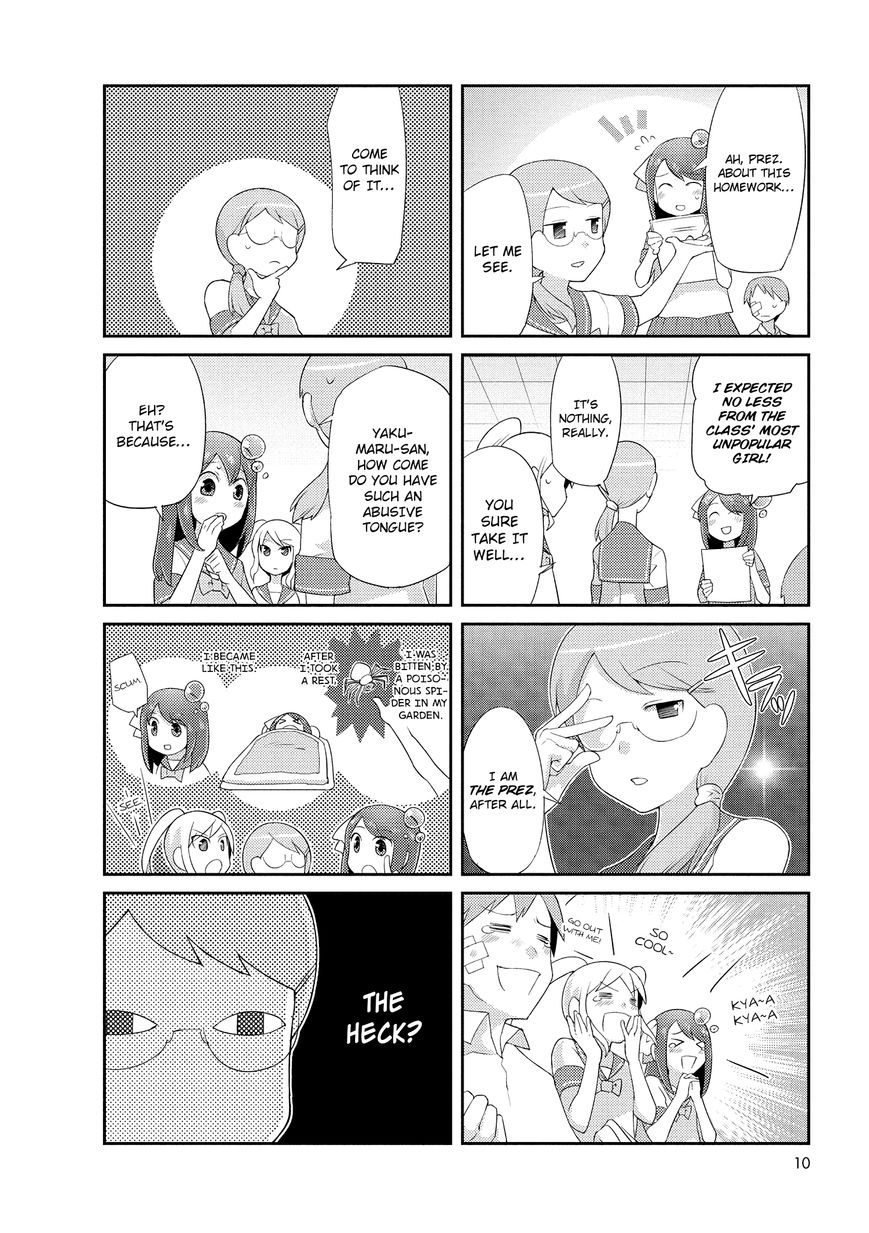 AH, PREZ.
ABOUT THIS
HOMEWORK...
LET ME
SEE.
I EXPECTED
NO LESS
FROM THE
CLASS' MOST
UNPOPULAR
GIRL!
IT'S
NOTHING,
REALLY.
YOU
SURE
TAKE IT
WELL...
キラッ
I AM
THE PREZ,
AFTER ALL.
GO OUT
WITH ME!
SO
COOL~
KYA~A
KYA~A
COME
TO THINK
OF IT...
YAKU-
MARU-SAN,
HOW COME
DO YOU HAVE
SUCH AN
ABUSIVE
TONGUE?
EH?
THAT'S
BECAUSE...
I WAS
BITTEN BY
A POISO-
NOUS SPI-
DER IN MY
GARDEN.
AFTER
I TOOK
A REST,
I BECAME
LIKE THIS.
SCUM
SEE
THE
HECK?
10